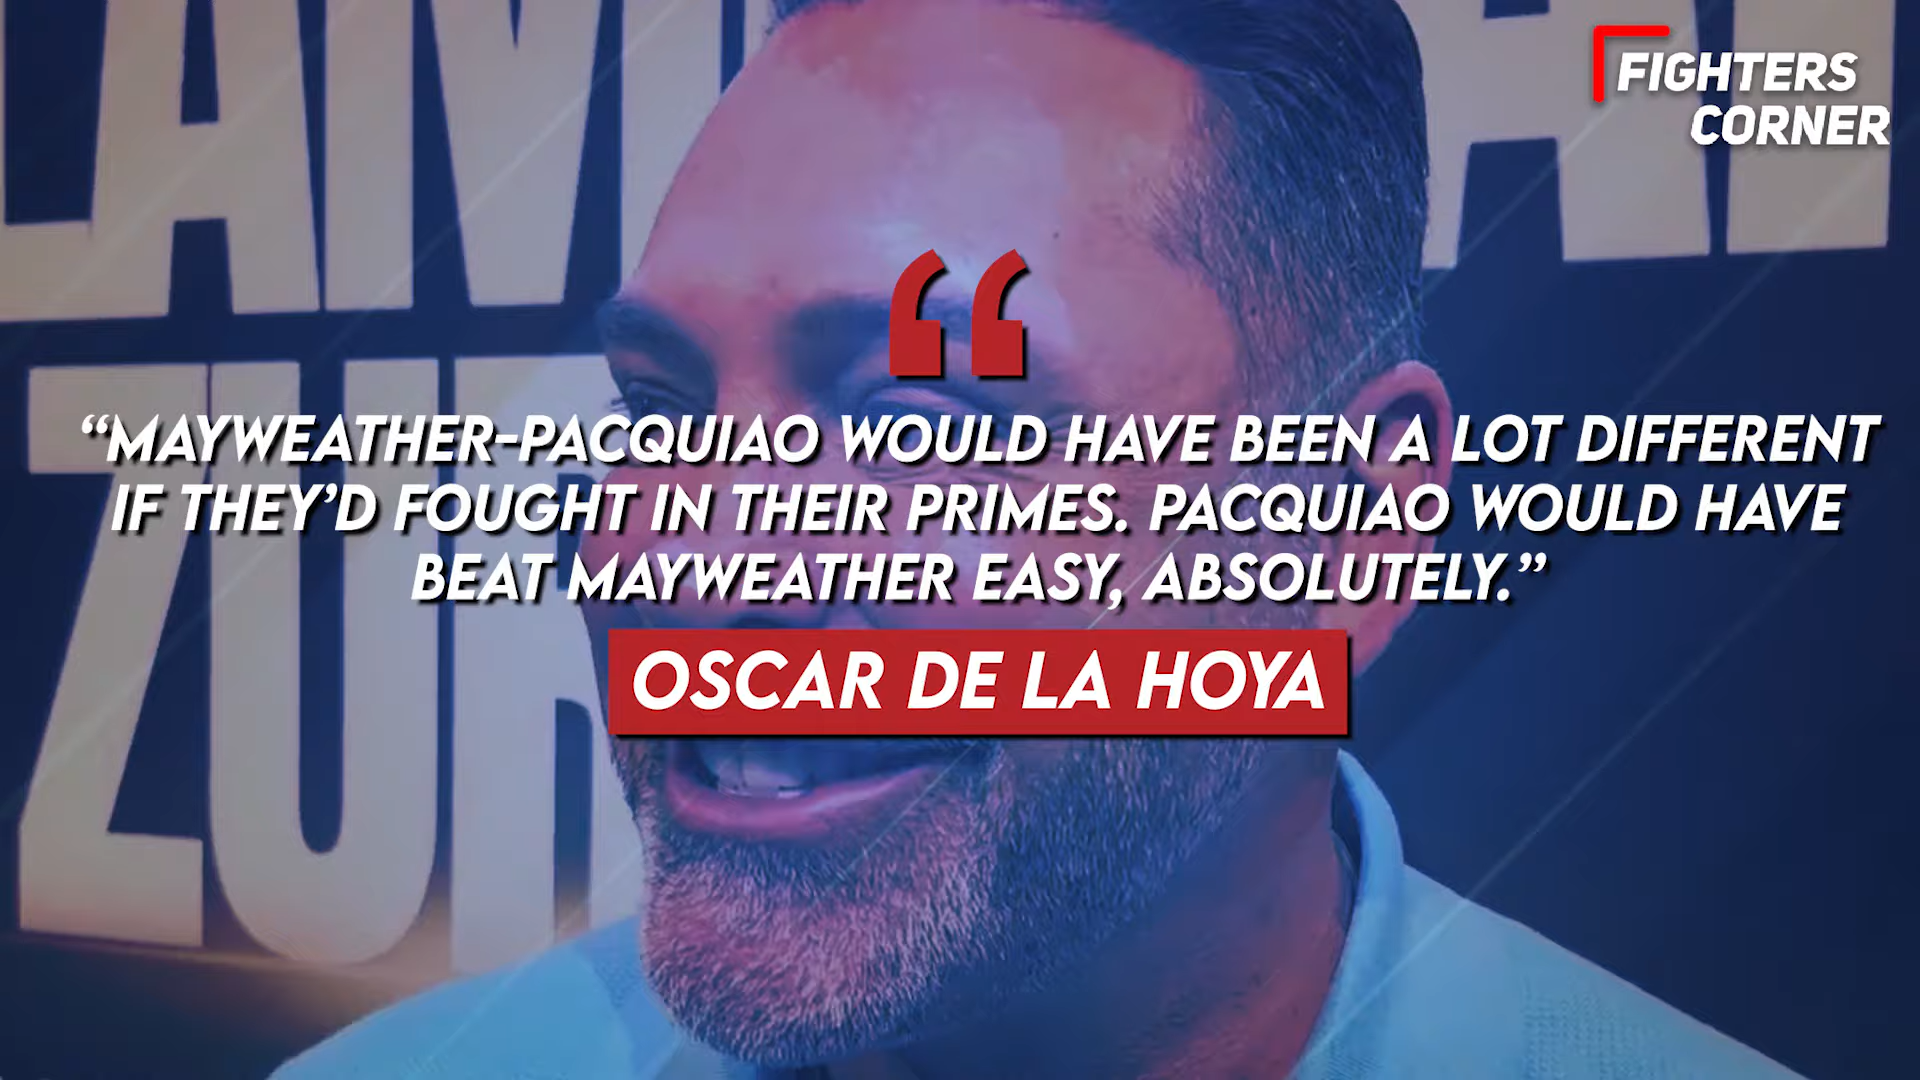 FIGHTERS
CORNER
“MAYWEATHER-PACQUIAO WOULD HAVE BEEN A LOT DIFFERENT
IF THEY’D FOUGHT IN THEIR PRIMES. PACQUIAO WOULD HAVE
BEAT MAYWEATHER EASY, ABSOLUTELY.”
OSCAR DE LA HOYA